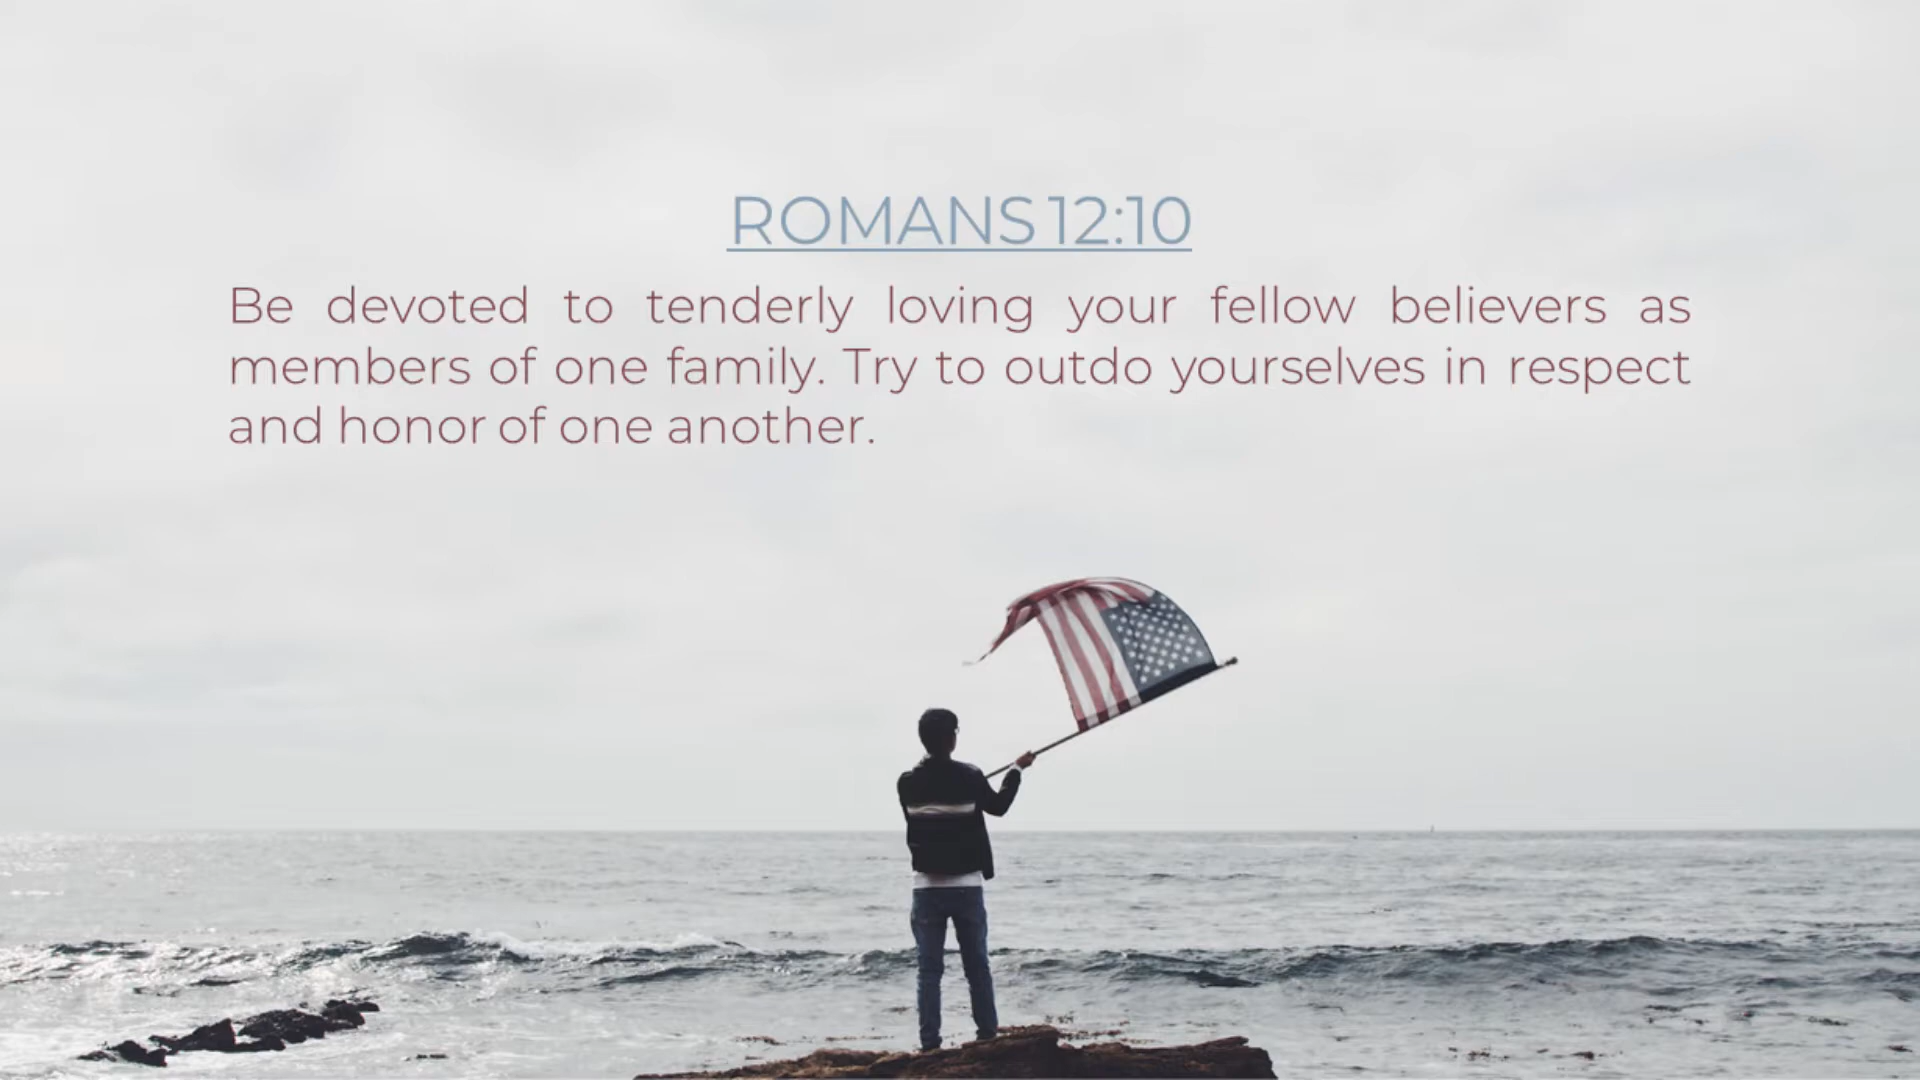 ROMANS 12:10
Be devoted to tenderly loving your fellow believers as
members of one family. Try to outdo yourselves in respect
and honor of one another.